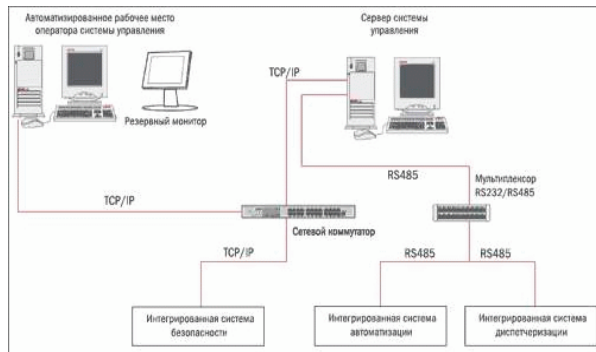 Автоматизированное рабочее место
оператора системы управления
Сервер системы
управления
TCP/IP
Резервный монитор
RS485
Мультиплексор
RS232/RS485
TCP/IP
Сетевой коммутатор
TCP/IP
RS485
RS485
Интегрированная система
безопасности
Интегрированная система
автоматизации
Интегрированная система
диспетчеризации